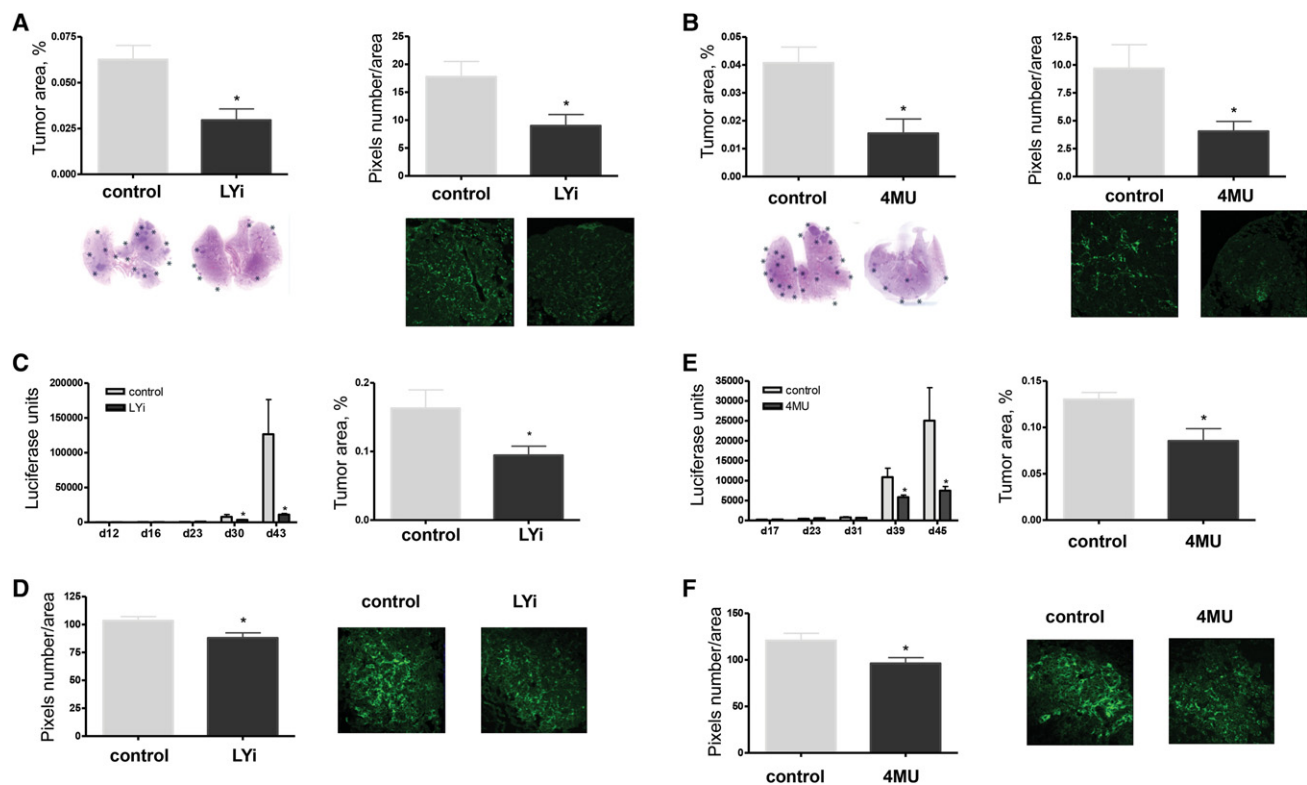 A
Tumor area, %
0.075
0.050
0.025
0.000
*
control LYi
Pixels number/area
25
20
15
10
5
0
*
control LYi
B
Tumor area, %
0.05
0.04
0.03
0.02
0.01
0.00
*
control 4MU
Pixels number/area
12.5
10.0
7.5
5.0
2.5
0.0
*
control 4MU
C
Luciferase units
200000
150000
100000
50000
0
control
LYi
* *
d12 d16 d23 d30 d43
Tumor area, %
0.2
0.1
0.0
*
control LYi
E
Luciferase units
35000
30000
25000
20000
15000
10000
5000
0
control
4MU
* *
d17 d23 d31 d39 d45
Tumor area, %
0.15
0.10
0.05
0.00
*
control 4MU
D
Pixels number/area
125
100
75
50
25
0
*
control LYi
control LYi
F
Pixels number/area
150
100
50
0
*
control 4MU
control 4MU